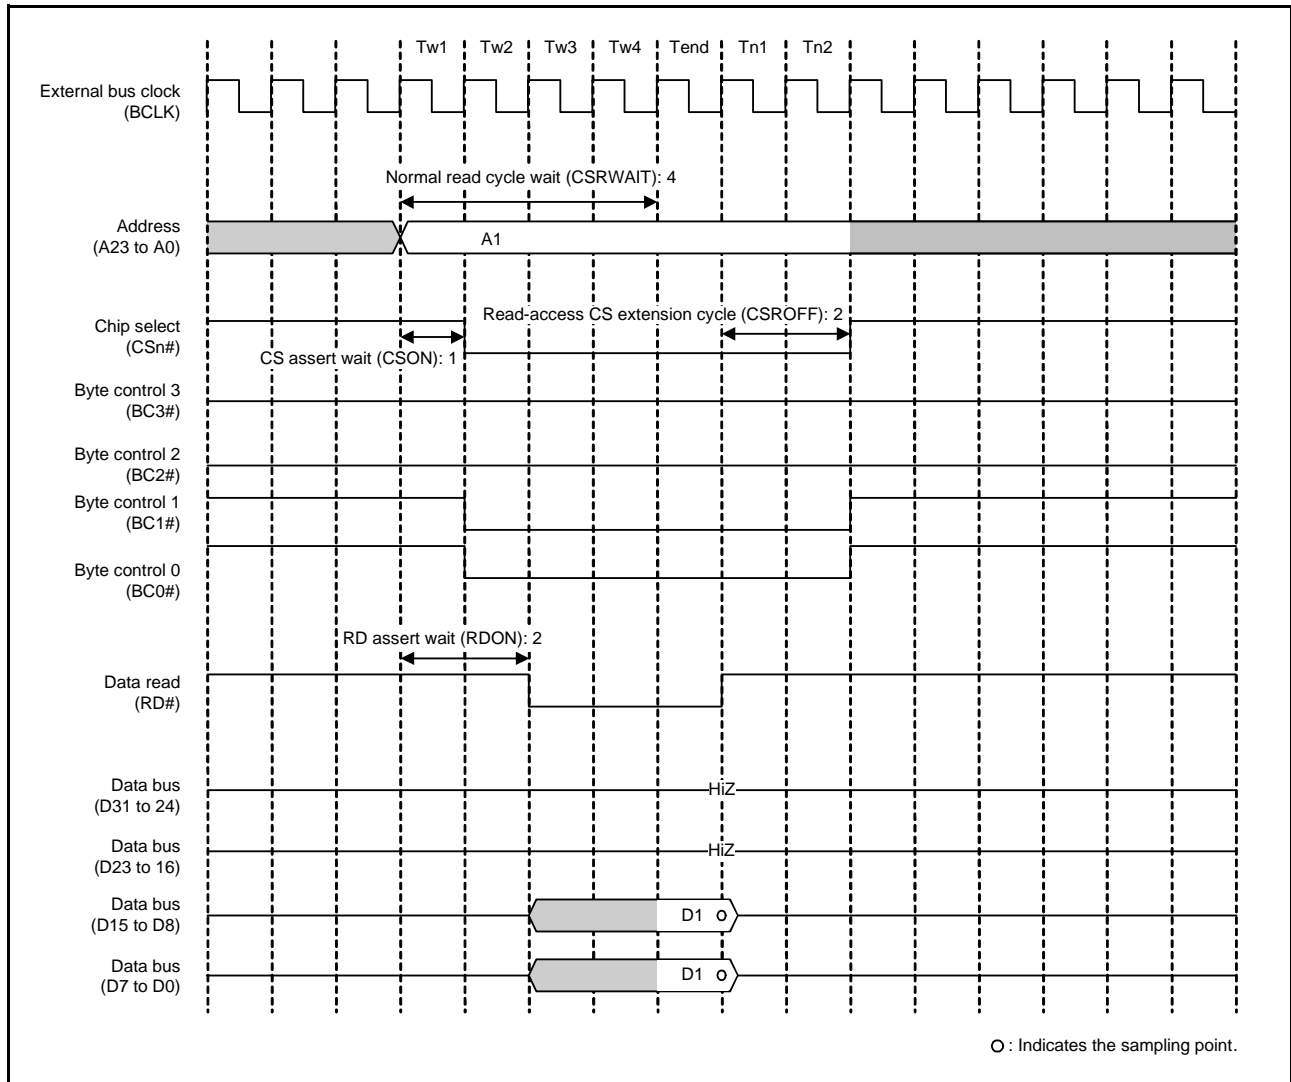 Tw1 Tw2 Tw3 Tw4 Tend Tn1 Tn2
External bus clock
(BCLK)
Normal read cycle wait (CSRWAIT): 4
Address
(A23 to A0)
A1
Read-access CS extension cycle (CSROFF): 2
Chip select
(CSn#)
CS assert wait (CSON): 1
Byte control 3
(BC3#)
Byte control 2
(BC2#)
Byte control 1
(BC1#)
Byte control 0
(BC0#)
RD assert wait (RDON): 2
Data read
(RD#)
Data bus
(D31 to 24)
HiZ
Data bus
(D23 to 16)
HiZ
Data bus
(D15 to D8)
D1
Data bus
(D7 to D0)
D1
: Indicates the sampling point.